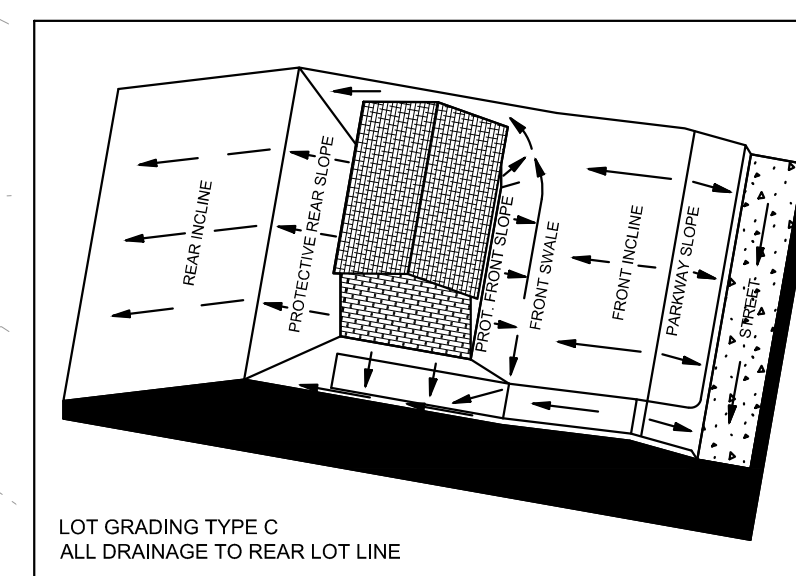 REAR INCLINE
PROTECTIVE REAR SLOPE
PROT. FRONT SLOPE
FRONT SWALE
FRONT INCLINE
PARKWAY SLOPE
STREET
LOT GRADING TYPE C
ALL DRAINAGE TO REAR LOT LINE